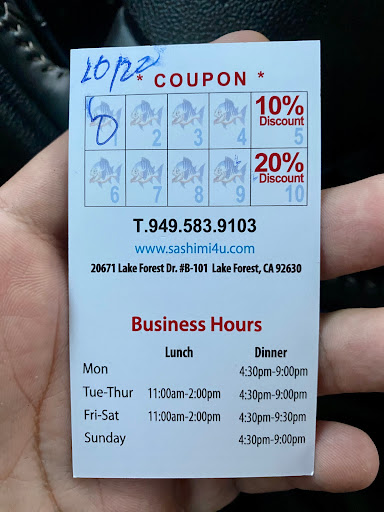 10/22
* COUPON *
1 2 3 4 10% Discount 5
6 7 8 9 20% Discount 10
T.949.583.9103
www.sashimi4u.com
20671 Lake Forest Dr. #B-101 Lake Forest, CA 92630
Business Hours
Lunch Dinner
Mon 4:30pm-9:00pm
Tue-Thur 11:00am-2:00pm 4:30pm-9:00pm
Fri-Sat 11:00am-2:00pm 4:30pm-9:30pm
Sunday 4:30pm-9:00pm